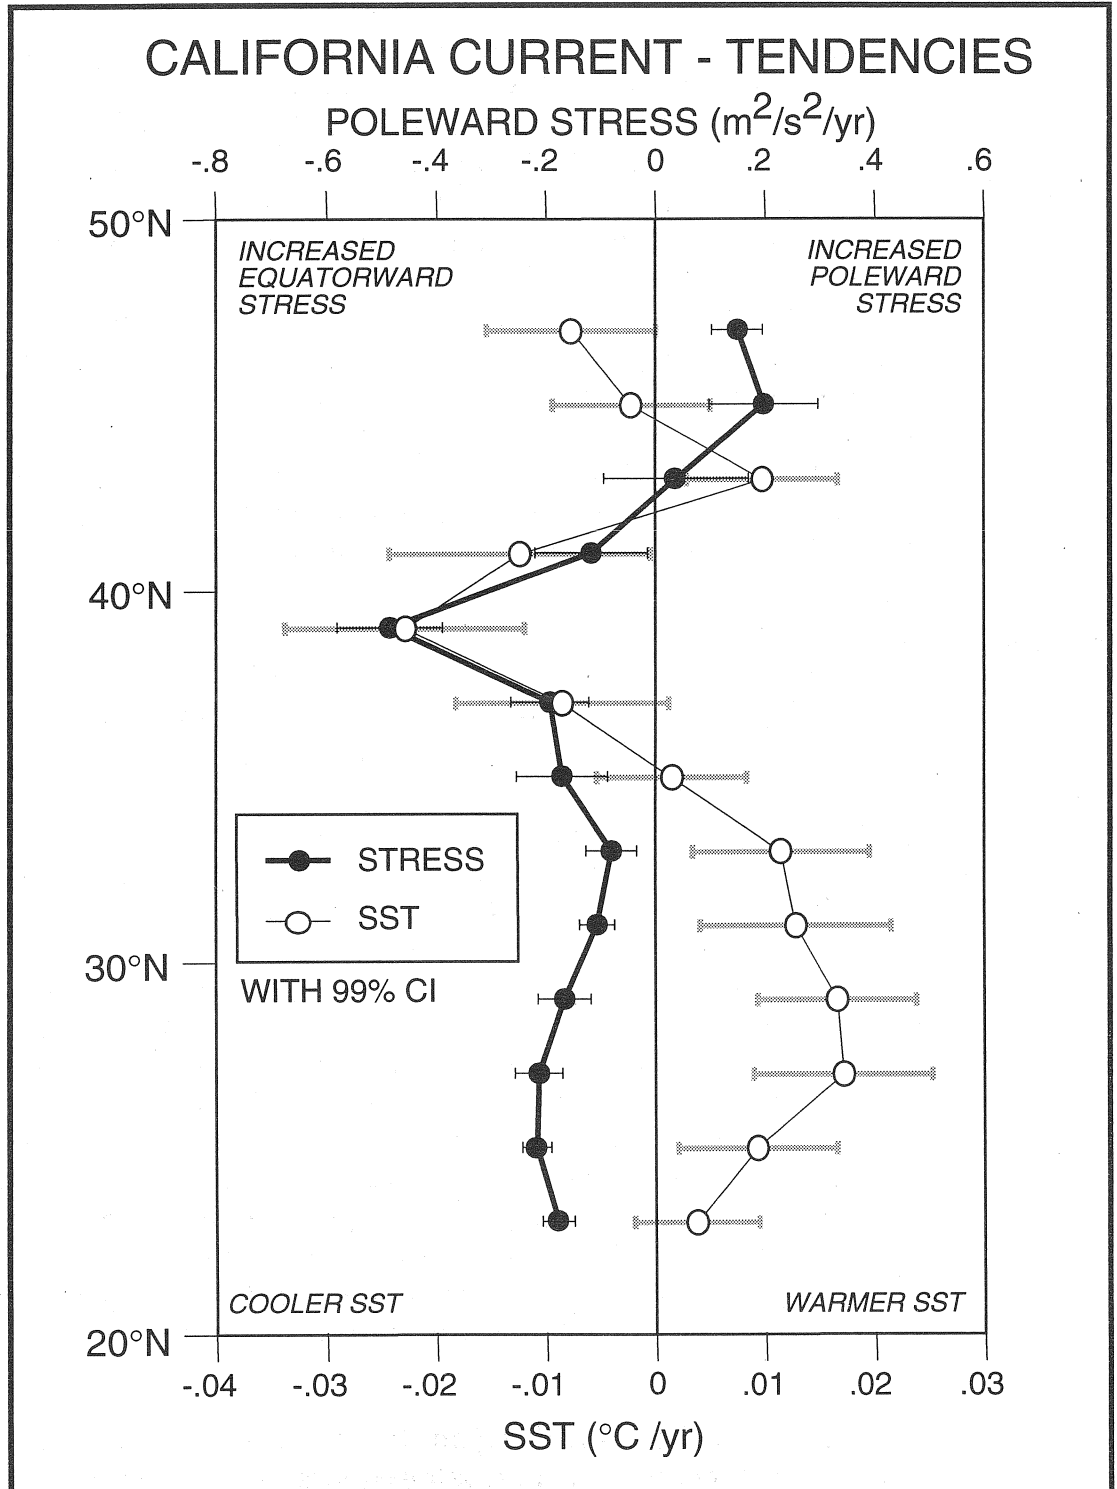 CALIFORNIA CURRENT - TENDENCIES
POLEWARD STRESS (m2/s2/yr)
-.8 -.6 -.4 -.2 0 .2 .4 .6
50°N
INCREASED
EQUATORWARD
STRESS
INCREASED
POLEWARD
STRESS
40°N
STRESS
SST
30°N
WITH 99% CI
COOLER SST
WARMER SST
20°N
-.04 -.03 -.02 -.01 0 .01 .02 .03
SST (°C /yr)